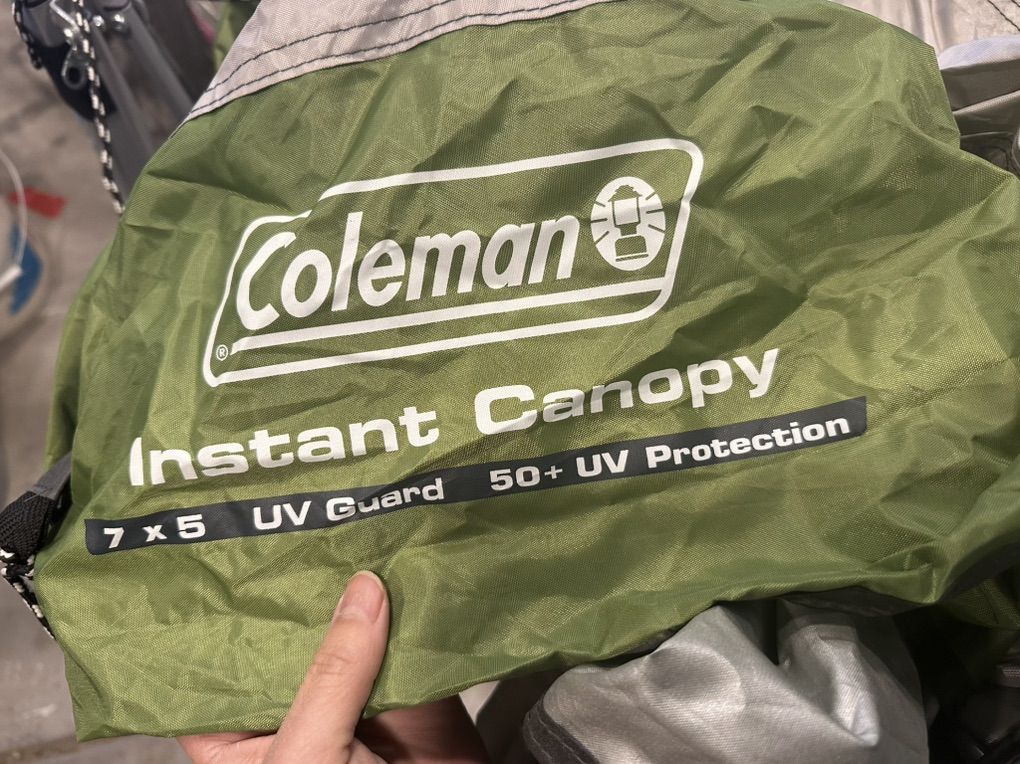 Coleman
®
Instant Canopy
7 x 5 UV Guard 50+ UV Protection